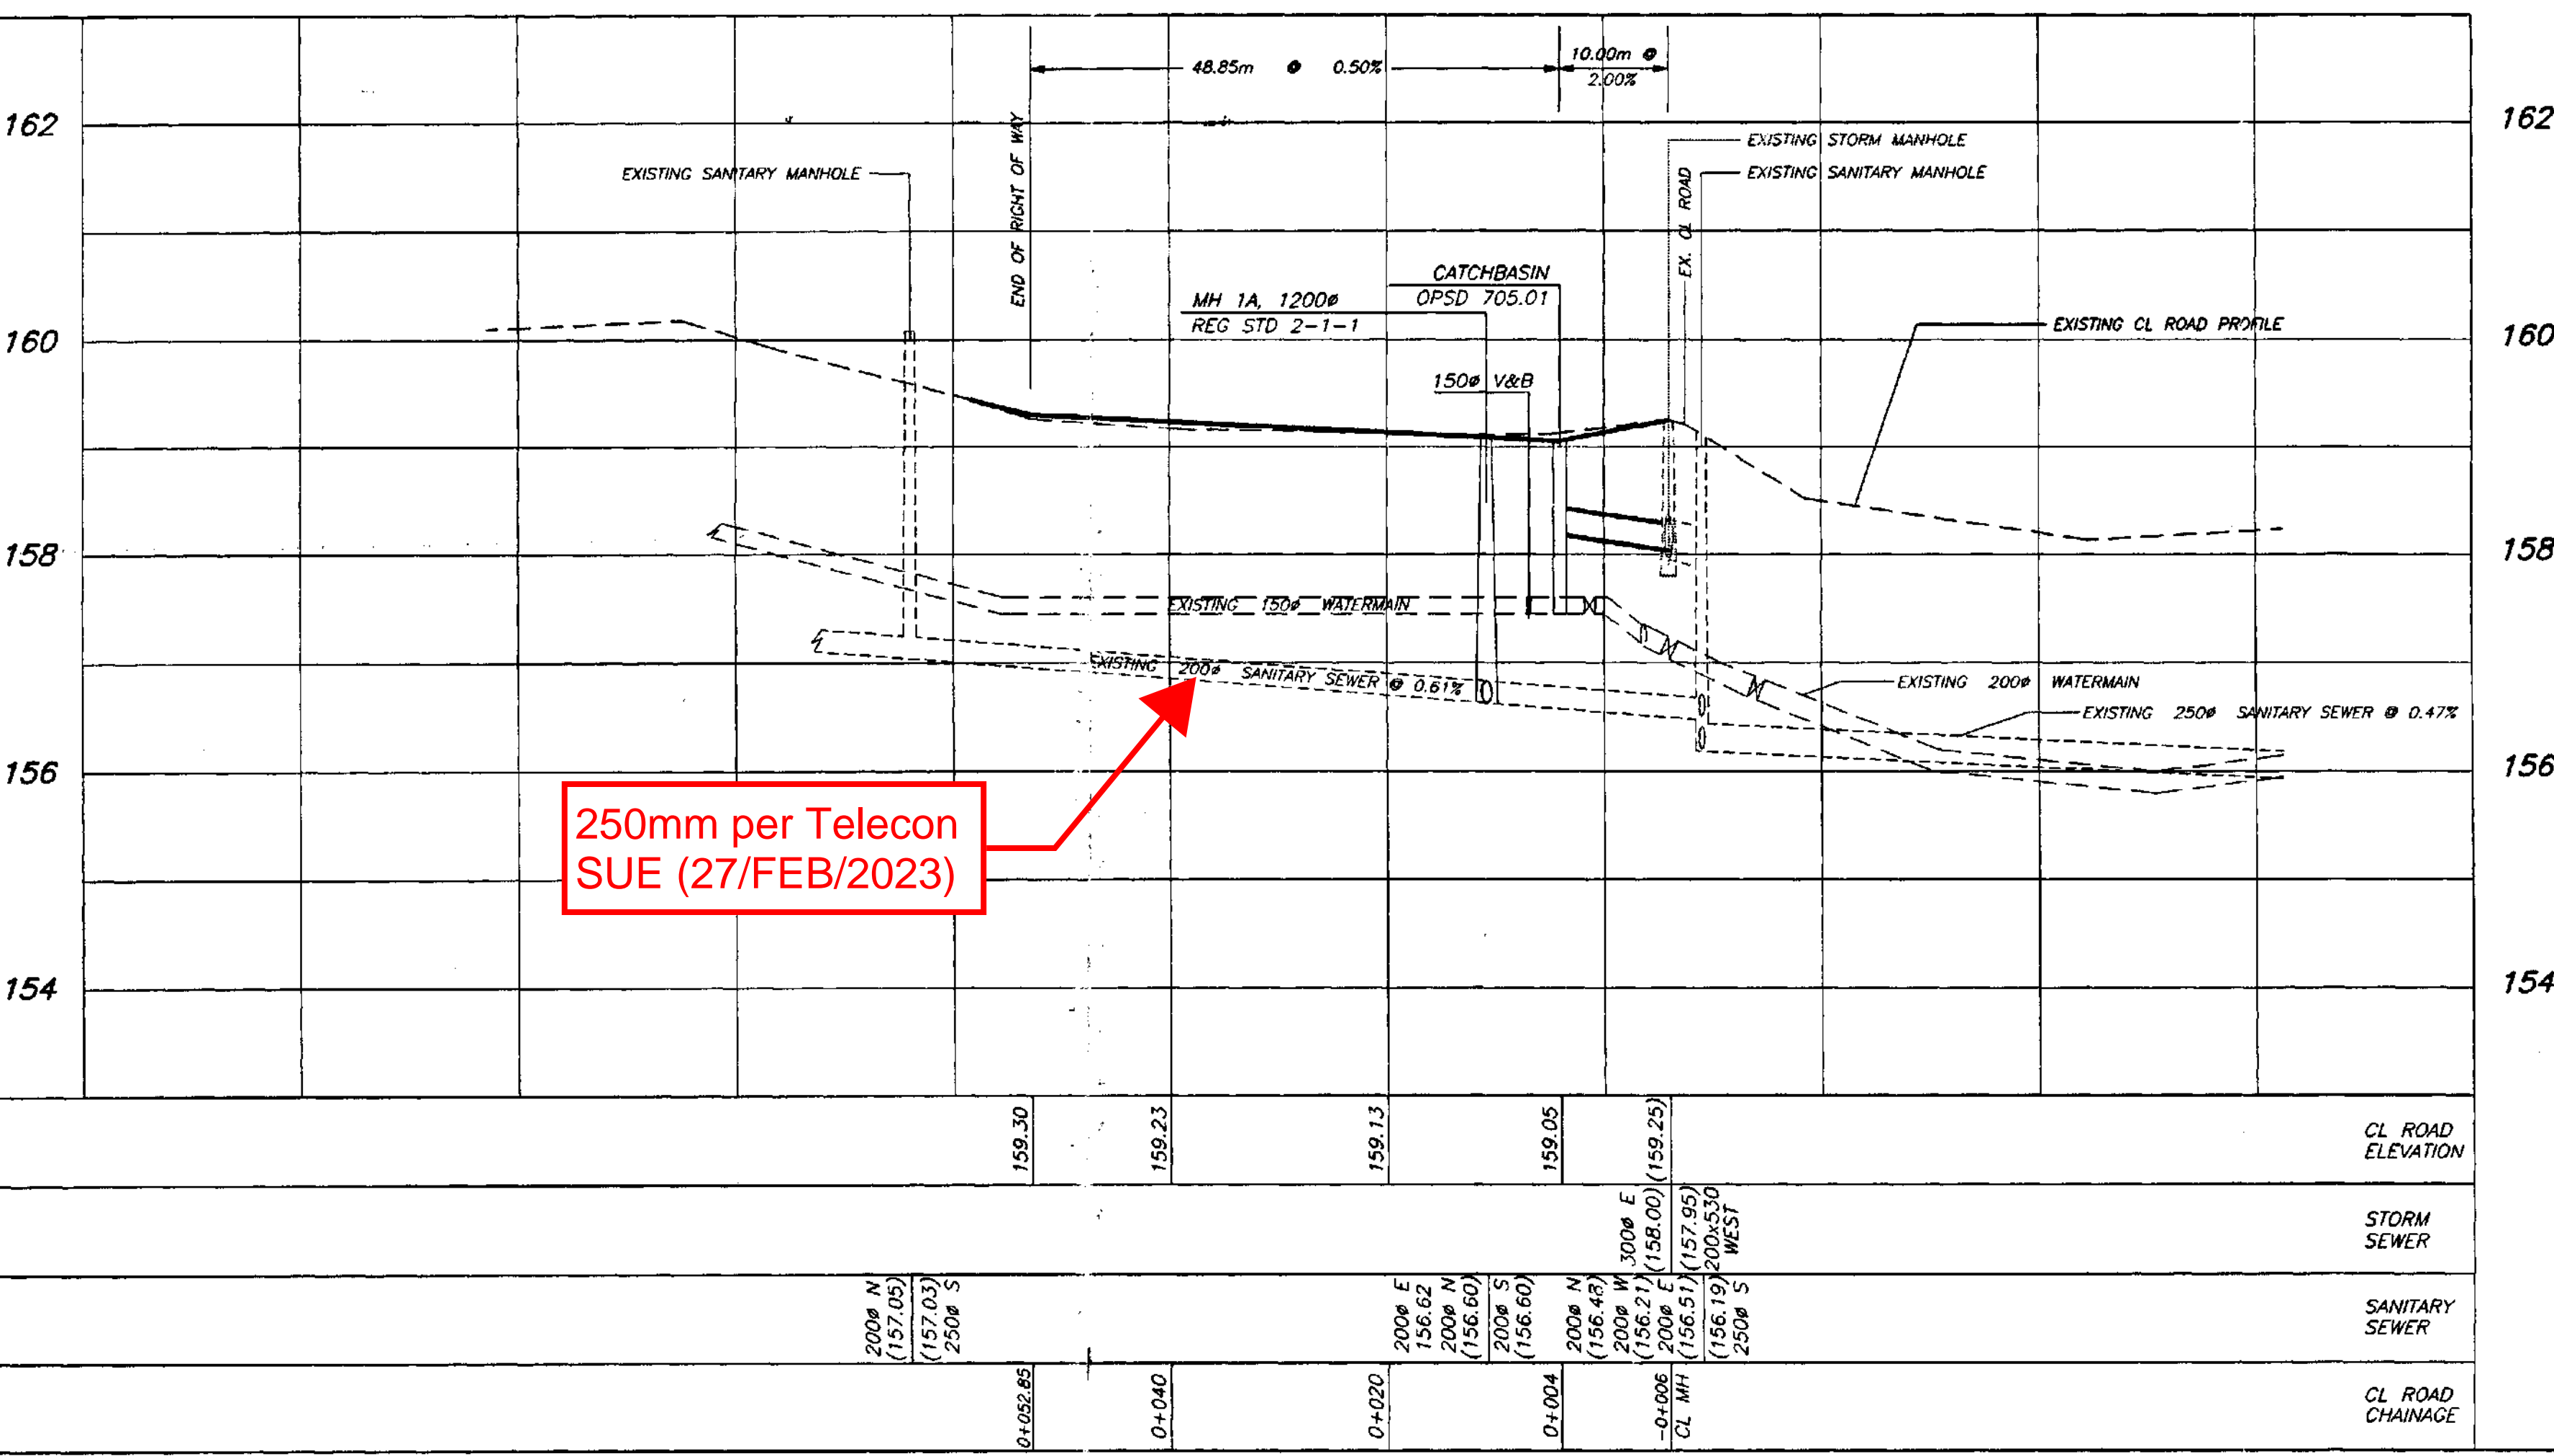 48.85m ø 0.50%
10.00m ø
2.00%
162
162
END OF RIGHT OF WAY
EXISTING SANITARY MANHOLE
EXISTING STORM MANHOLE
EXISTING SANITARY MANHOLE
EX. CL ROAD
CATCHBASIN
OPSD 705.01
MH 1A, 1200ø
REG STD 2-1-1
EXISTING CL ROAD PROFILE
160
160
150ø V&B
158
158
EXISTING 150ø WATERMAIN
EXISTING 200ø SANITARY SEWER @ 0.61%
EXISTING 200ø WATERMAIN
EXISTING 250ø SANITARY SEWER @ 0.47%
156
156
250mm per Telecon
SUE (27/FEB/2023)
154
154
159.30
159.23
159.13
159.05
(159.25)
CL ROAD
ELEVATION
300ø E
(158.00)
(157.95)
200x530
WEST
STORM
SEWER
200ø N
(157.05)
(157.03)
250ø S
200ø E
156.62
200ø N
(156.60)
200ø S
(156.60)
200ø N
(156.48)
200ø W
(156.21)
200ø E
(156.51)
(156.19)
250ø S
SANITARY
SEWER
0+052.85
0+040
0+020
0+004
-0+006
CL MH
CL ROAD
CHAINAGE